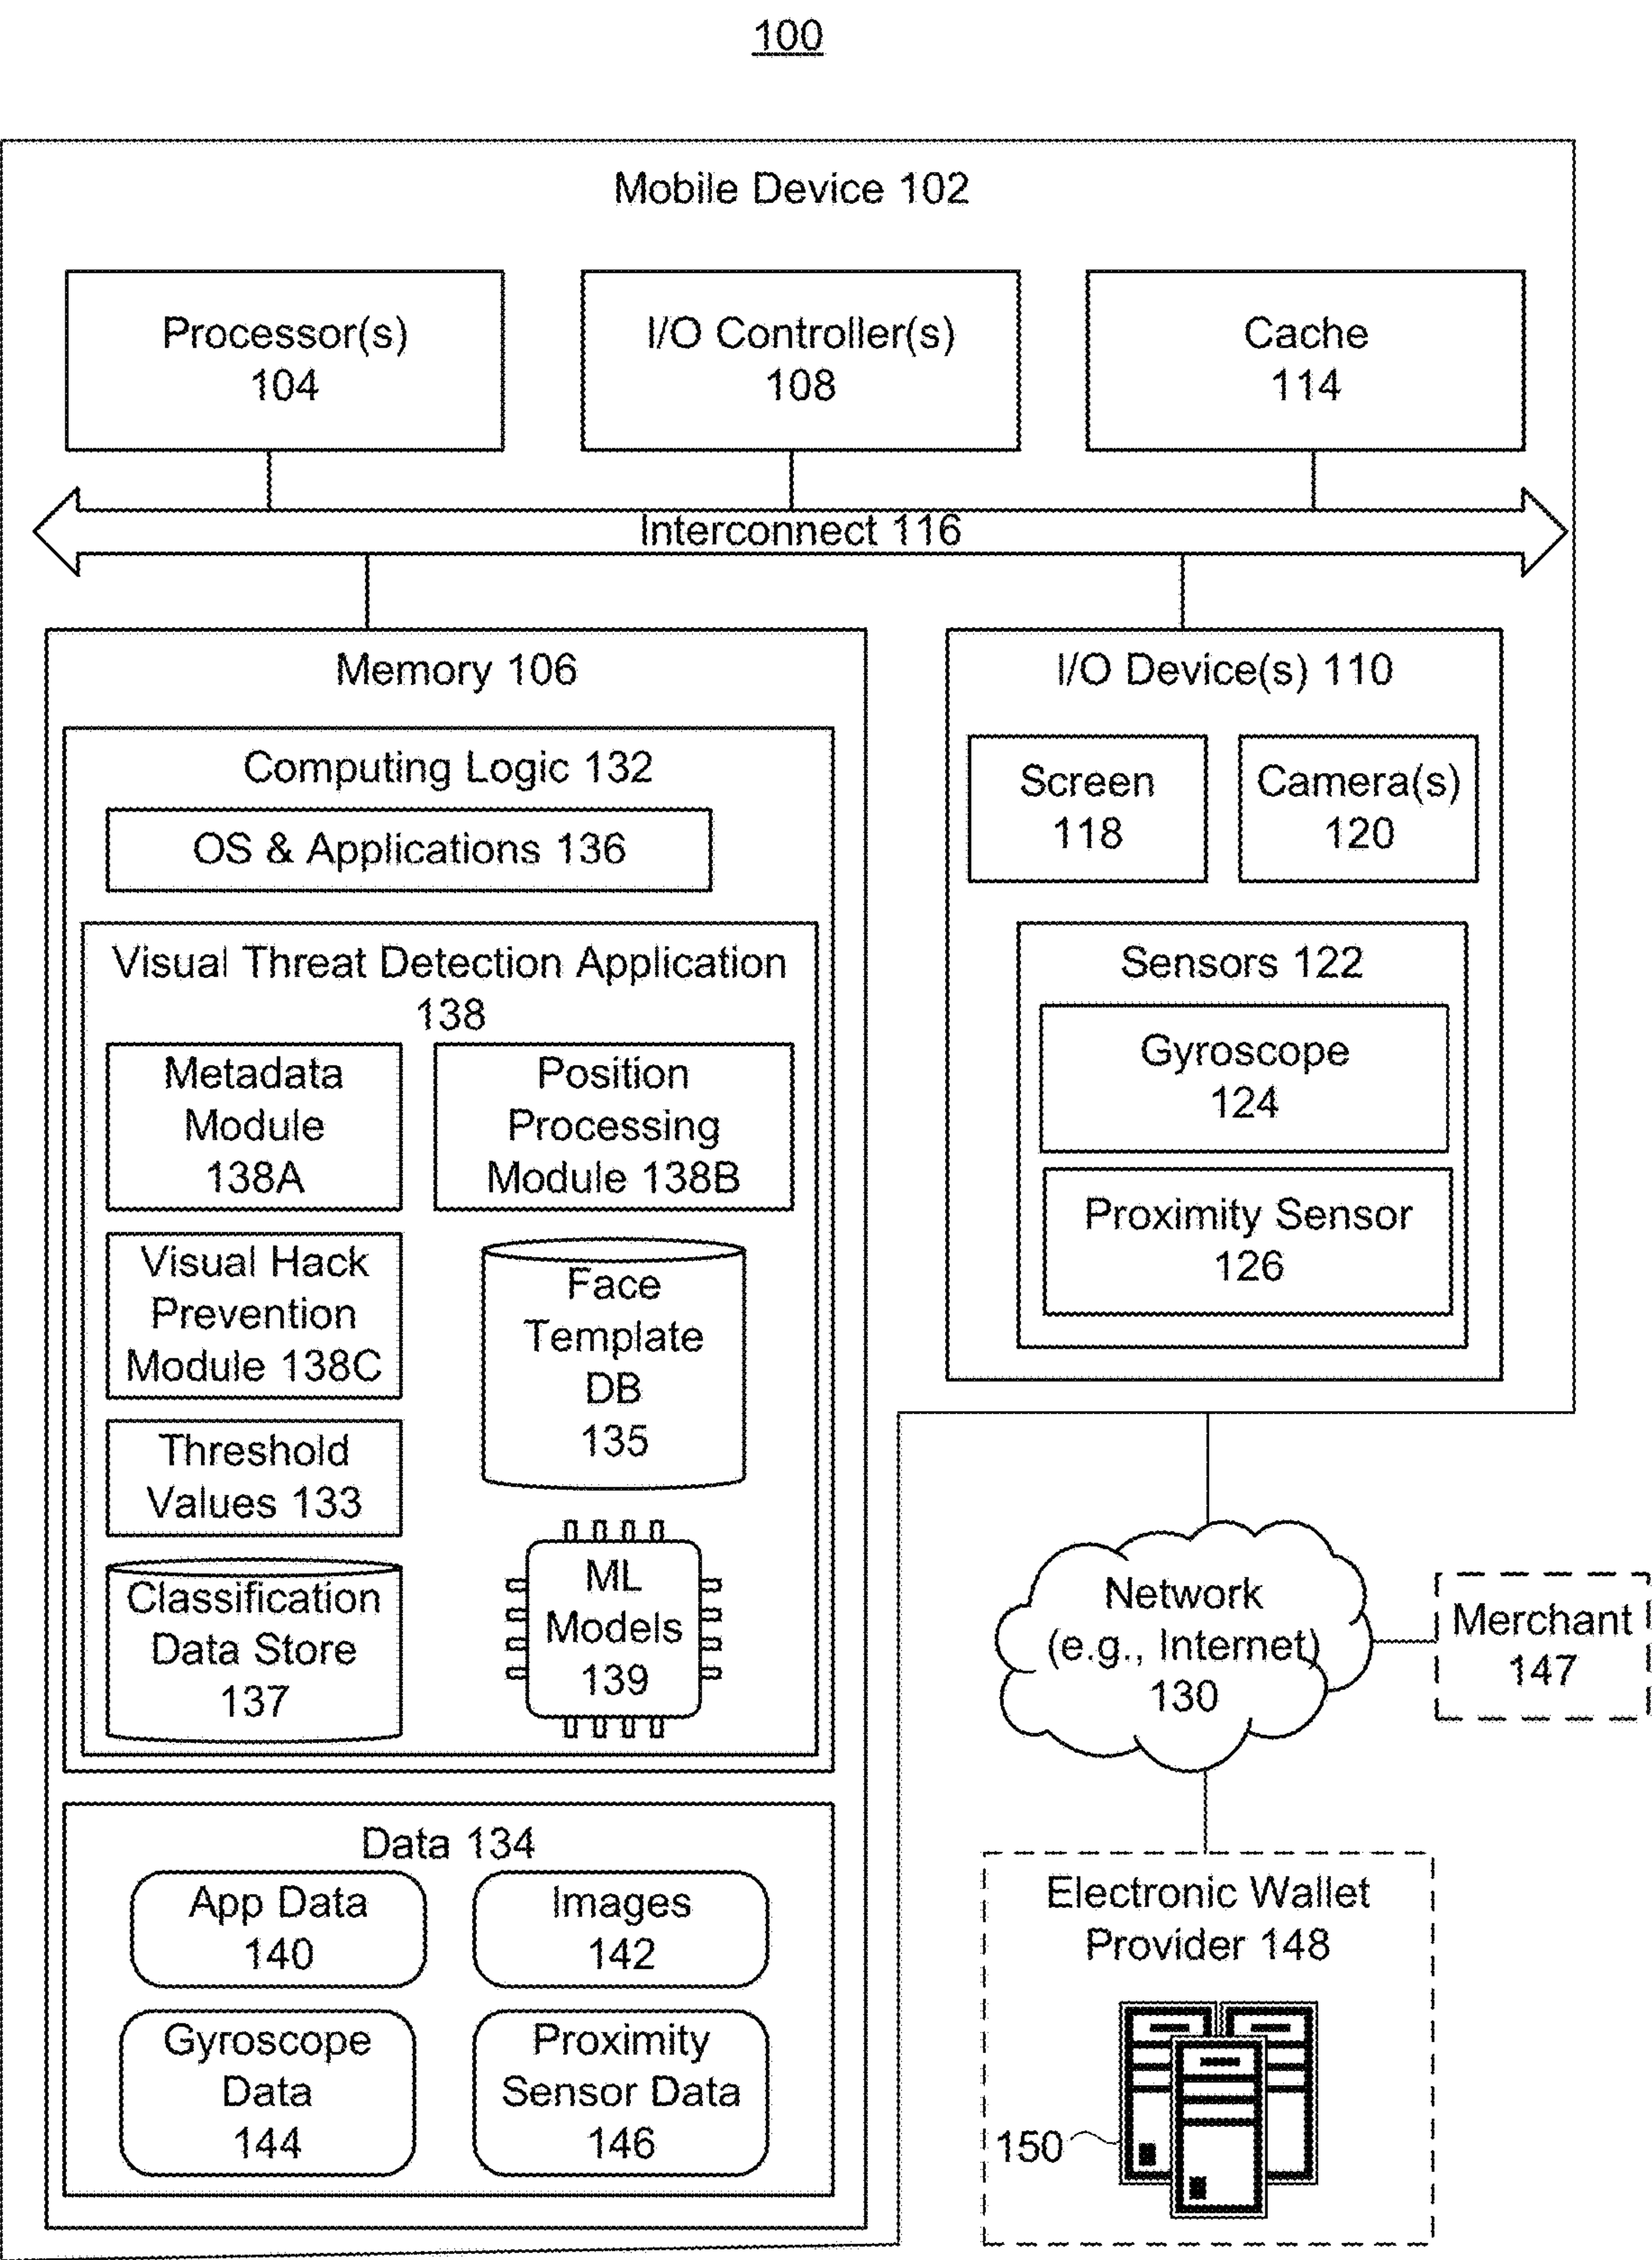 100
Mobile Device 102
Processor(s)
104
I/O Controller(s)
108
Cache
114
Interconnect 116
Memory 106
Computing Logic 132
OS & Applications 136
Visual Threat Detection Application
138
Metadata
Module
138A
Position
Processing
Module 138B
Visual Hack
Prevention
Module 138C
Face
Template
DB
135
Threshold
Values 133
Classification
Data Store
137
ML
Models
139
Data 134
App Data
140
Images
142
Gyroscope
Data
144
Proximity
Sensor Data
146
I/O Device(s) 110
Screen
118
Camera(s)
120
Sensors 122
Gyroscope
124
Proximity Sensor
126
Network
(e.g., Internet)
130
Merchant
147
Electronic Wallet
Provider 148
150